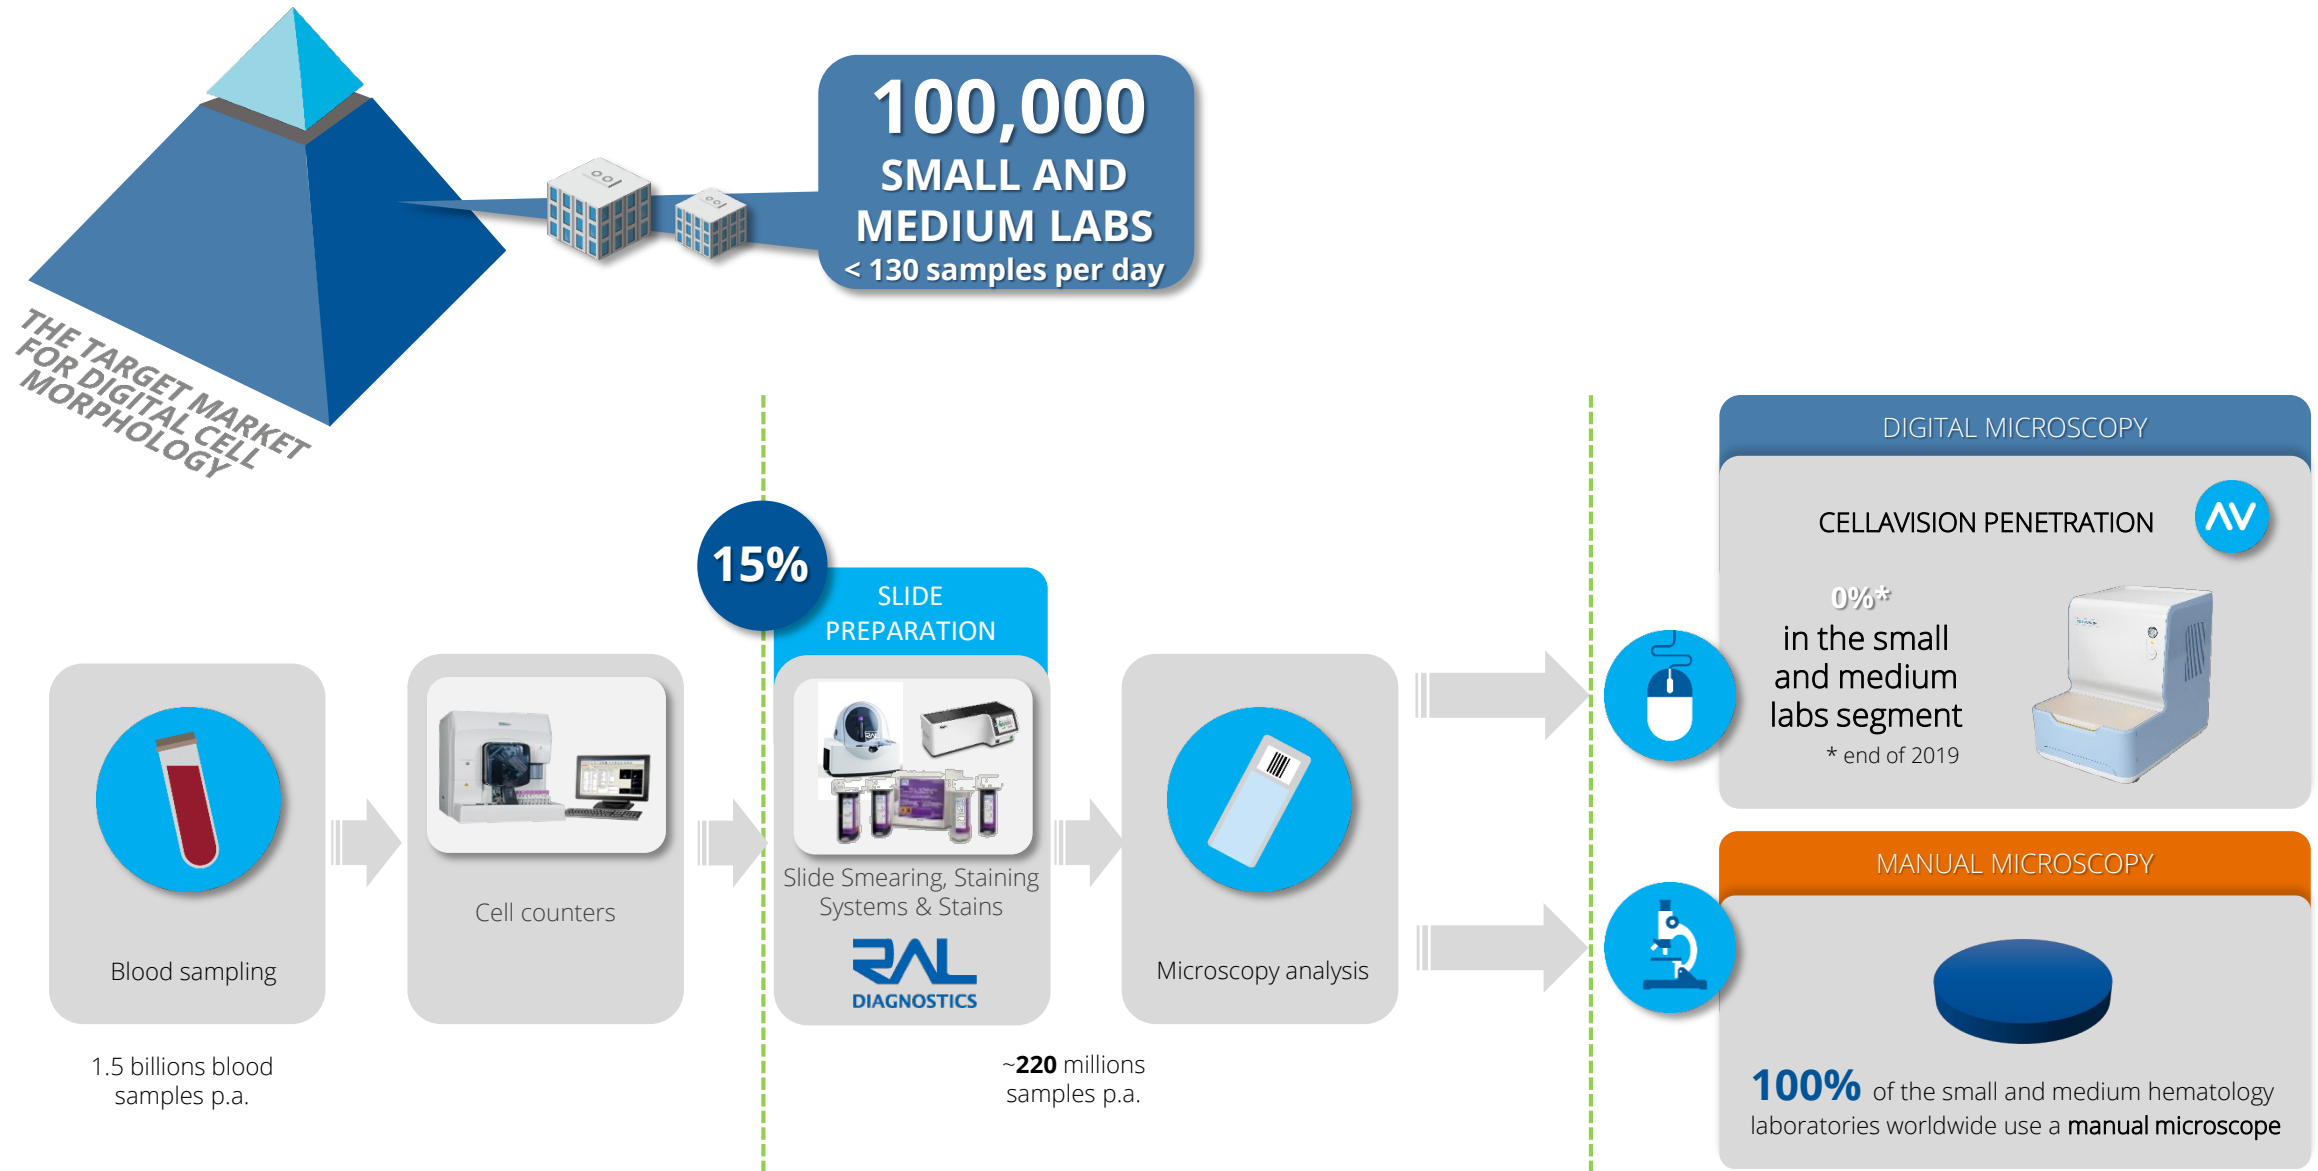 100,000
SMALL AND
MEDIUM LABS
< 130 samples per day
THE TARGET MARKET
FOR DIGITAL CELL
MORPHOLOGY
15%
SLIDE
PREPARATION
Blood sampling
1.5 billions blood
samples p.a.
Cell counters
Slide Smearing, Staining
Systems & Stains
RAL
DIAGNOSTICS
~220 millions
samples p.a.
Microscopy analysis
DIGITAL MICROSCOPY
CELLAVISION PENETRATION
0%*
in the small
and medium
labs segment
* end of 2019
MANUAL MICROSCOPY
100% of the small and medium hematology
laboratories worldwide use a manual microscope